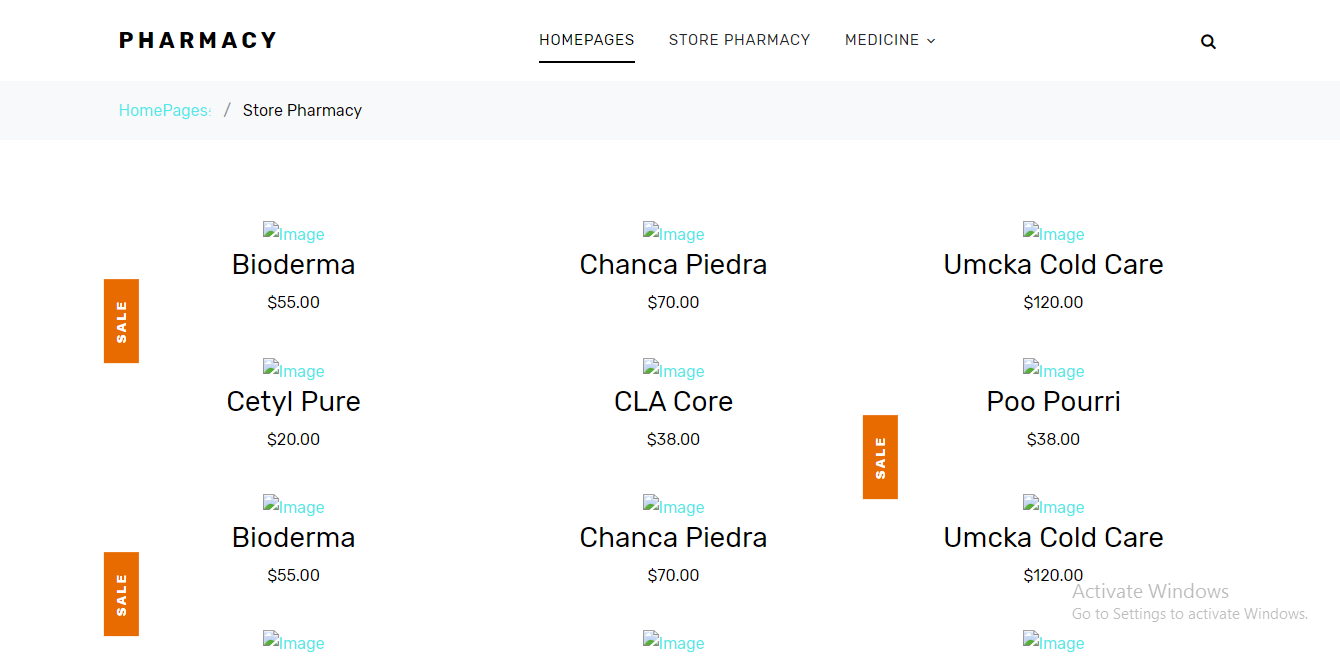 PHARMACY
HOMEPAGES STORE PHARMACY MEDICINE
HomePages: / Store Pharmacy
Image Image Image
Bioderma Chanca Piedra Umcka Cold Care
$55.00 $70.00 $120.00
SALE
Image Image Image
Cetyl Pure CLA Core Poo Pourri
$20.00 $38.00 $38.00
SALE
Image Image Image
Bioderma Chanca Piedra Umcka Cold Care
$55.00 $70.00 $120.00
SALE
Activate Windows
Go to Settings to activate Windows.
Image Image Image